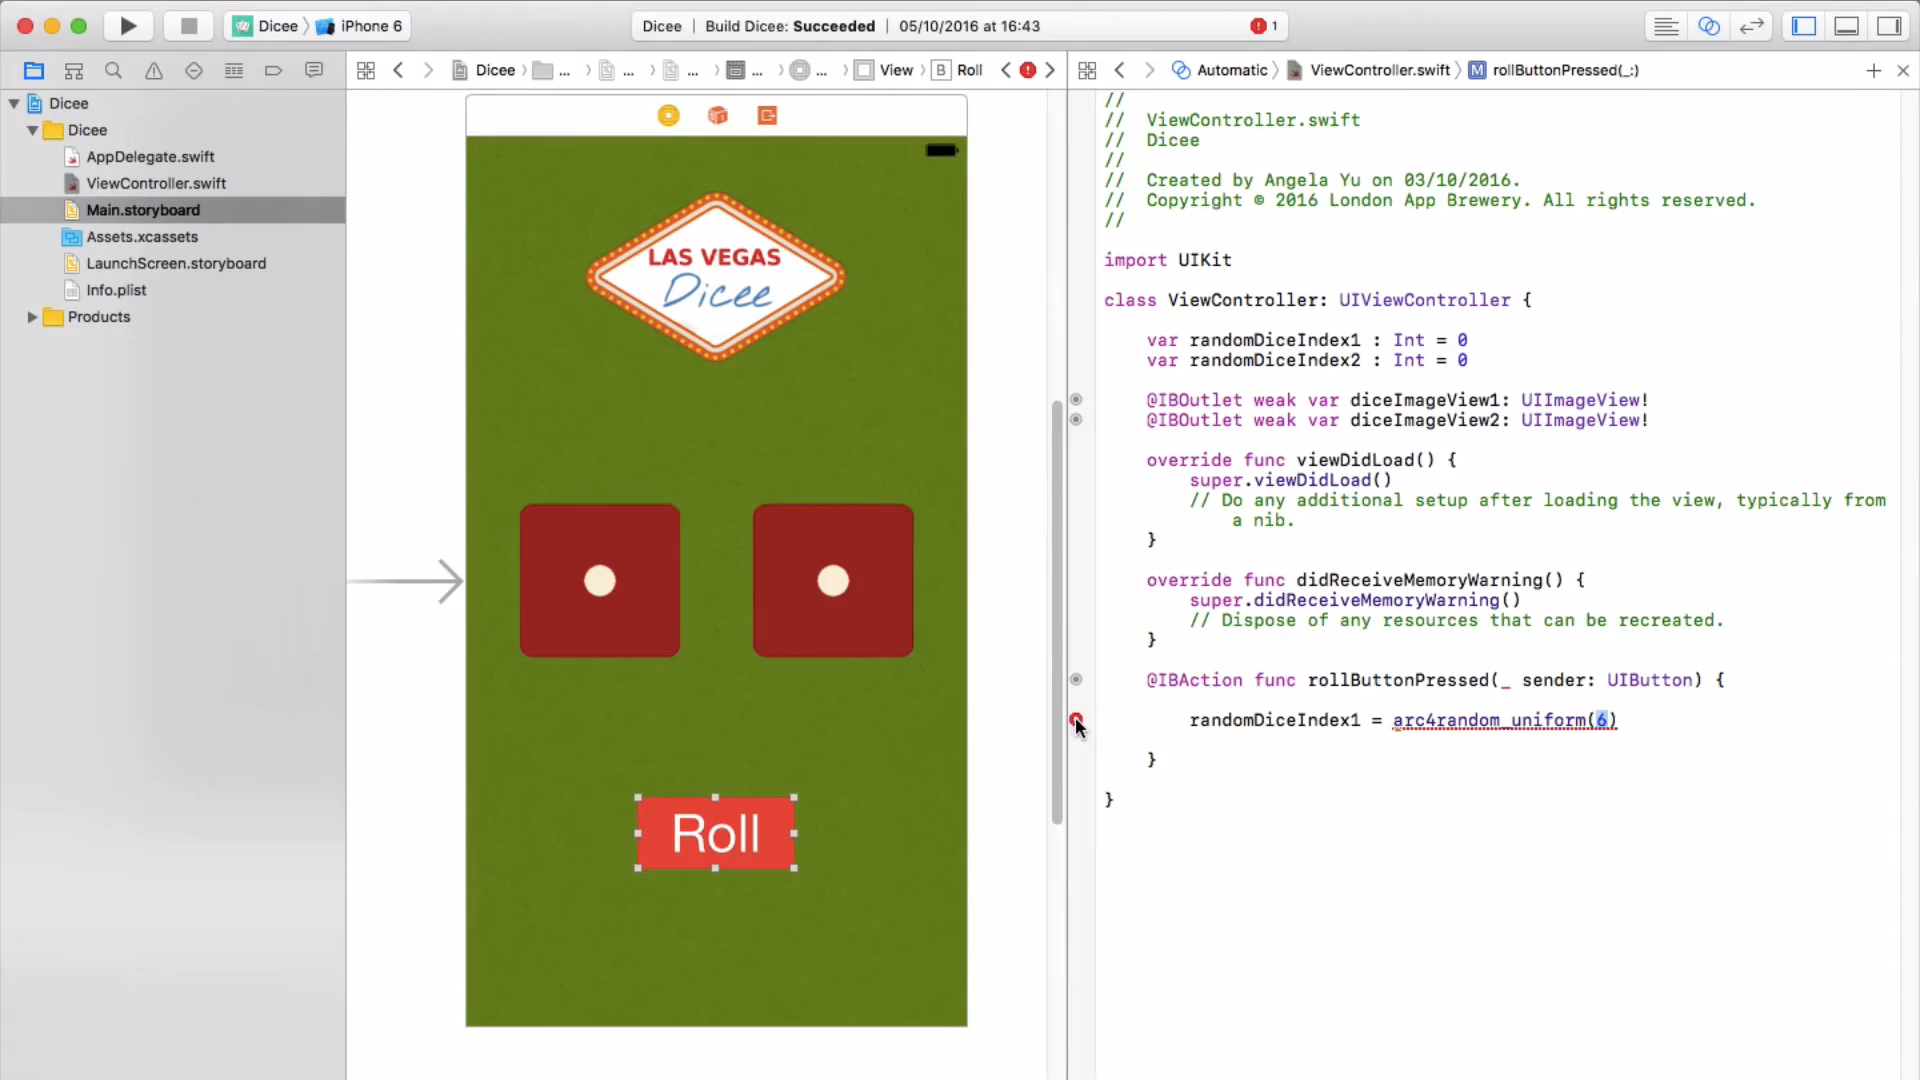 Dicee 〉 iPhone 6
Dicee | Build Dicee: Succeeded | 05/10/2016 at 16:43
1
Dicee 〉 ... 〉 ... 〉 ... 〉 ... 〉 ... 〉 View 〉 B Roll
Automatic 〉 ViewController.swift 〉 M rollButtonPressed(_:)
Dicee
Dicee
AppDelegate.swift
ViewController.swift
Main.storyboard
Assets.xcassets
LaunchScreen.storyboard
Info.plist
Products
LAS VEGAS
Dicee
Roll
//
//  ViewController.swift
//  Dicee
//
//  Created by Angela Yu on 03/10/2016.
//  Copyright © 2016 London App Brewery. All rights reserved.
//
import UIKit
class ViewController: UIViewController {
var randomDiceIndex1 : Int = 0
var randomDiceIndex2 : Int = 0
@IBOutlet weak var diceImageView1: UIImageView!
@IBOutlet weak var diceImageView2: UIImageView!
override func viewDidLoad() {
super.viewDidLoad()
// Do any additional setup after loading the view, typically from
a nib.
}
override func didReceiveMemoryWarning() {
super.didReceiveMemoryWarning()
// Dispose of any resources that can be recreated.
}
@IBAction func rollButtonPressed(_ sender: UIButton) {
randomDiceIndex1 = arc4random_uniform(6)
}
}